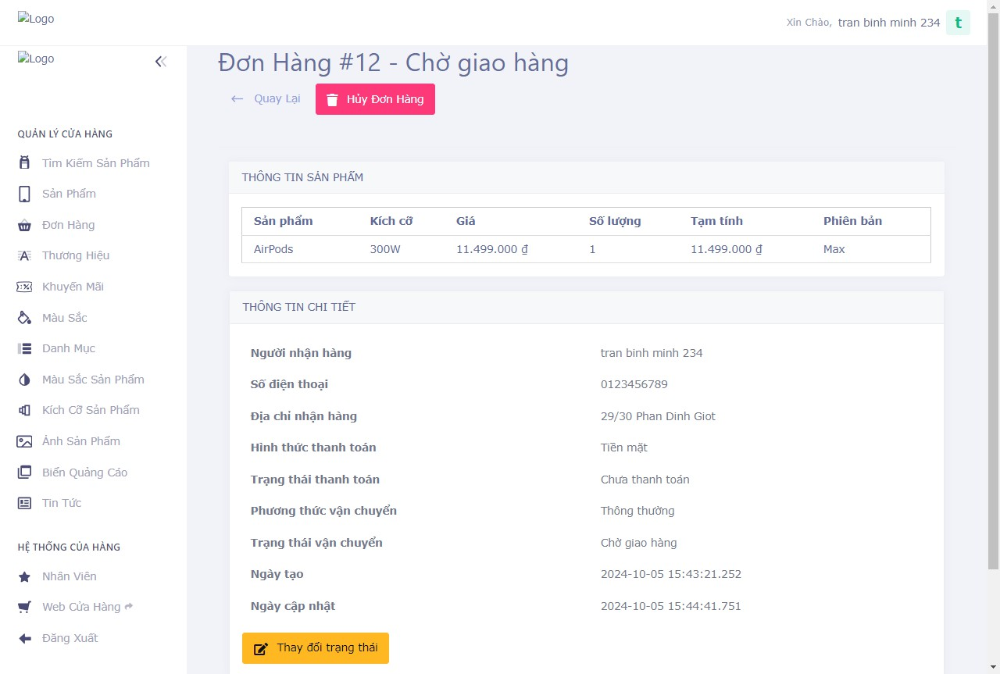 Logo
Xin Chào, tran binh minh 234 t
Logo
QUẢN LÝ CỬA HÀNG
Tìm Kiếm Sản Phẩm
Sản Phẩm
Đơn Hàng
Thương Hiệu
Khuyến Mãi
Màu Sắc
Danh Mục
Màu Sắc Sản Phẩm
Kích Cỡ Sản Phẩm
Ảnh Sản Phẩm
Biển Quảng Cáo
Tin Tức
HỆ THỐNG CỦA HÀNG
Nhân Viên
Web Cửa Hàng
Đăng Xuất
Đơn Hàng #12 - Chờ giao hàng
Quay Lại Hủy Đơn Hàng
THÔNG TIN SẢN PHẨM
Sản phẩm Kích cỡ Giá Số lượng Tạm tính Phiên bản
AirPods 300W 11.499.000 ₫ 1 11.499.000 ₫ Max
THÔNG TIN CHI TIẾT
Người nhận hàng tran binh minh 234
Số điện thoại 0123456789
Địa chỉ nhận hàng 29/30 Phan Dinh Giot
Hình thức thanh toán Tiền mặt
Trạng thái thanh toán Chưa thanh toán
Phương thức vận chuyển Thông thường
Trạng thái vận chuyển Chờ giao hàng
Ngày tạo 2024-10-05 15:43:21.252
Ngày cập nhật 2024-10-05 15:44:41.751
Thay đổi trạng thái